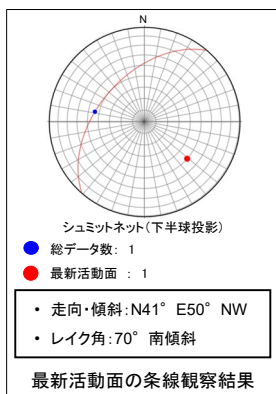 N
シュミットネット(下半球投影)
総データ数: 1
最新活動面 : 1
• 走向・傾斜:N41° E50° NW
• レイク角:70° 南傾斜
最新活動面の条線観察結果